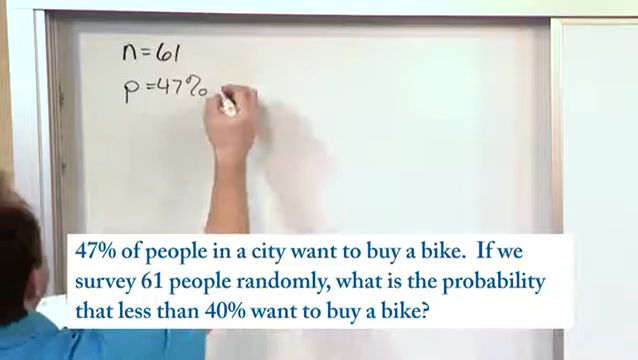 n=61
p=47%
47% of people in a city want to buy a bike. If we
survey 61 people randomly, what is the probability
that less than 40% want to buy a bike?